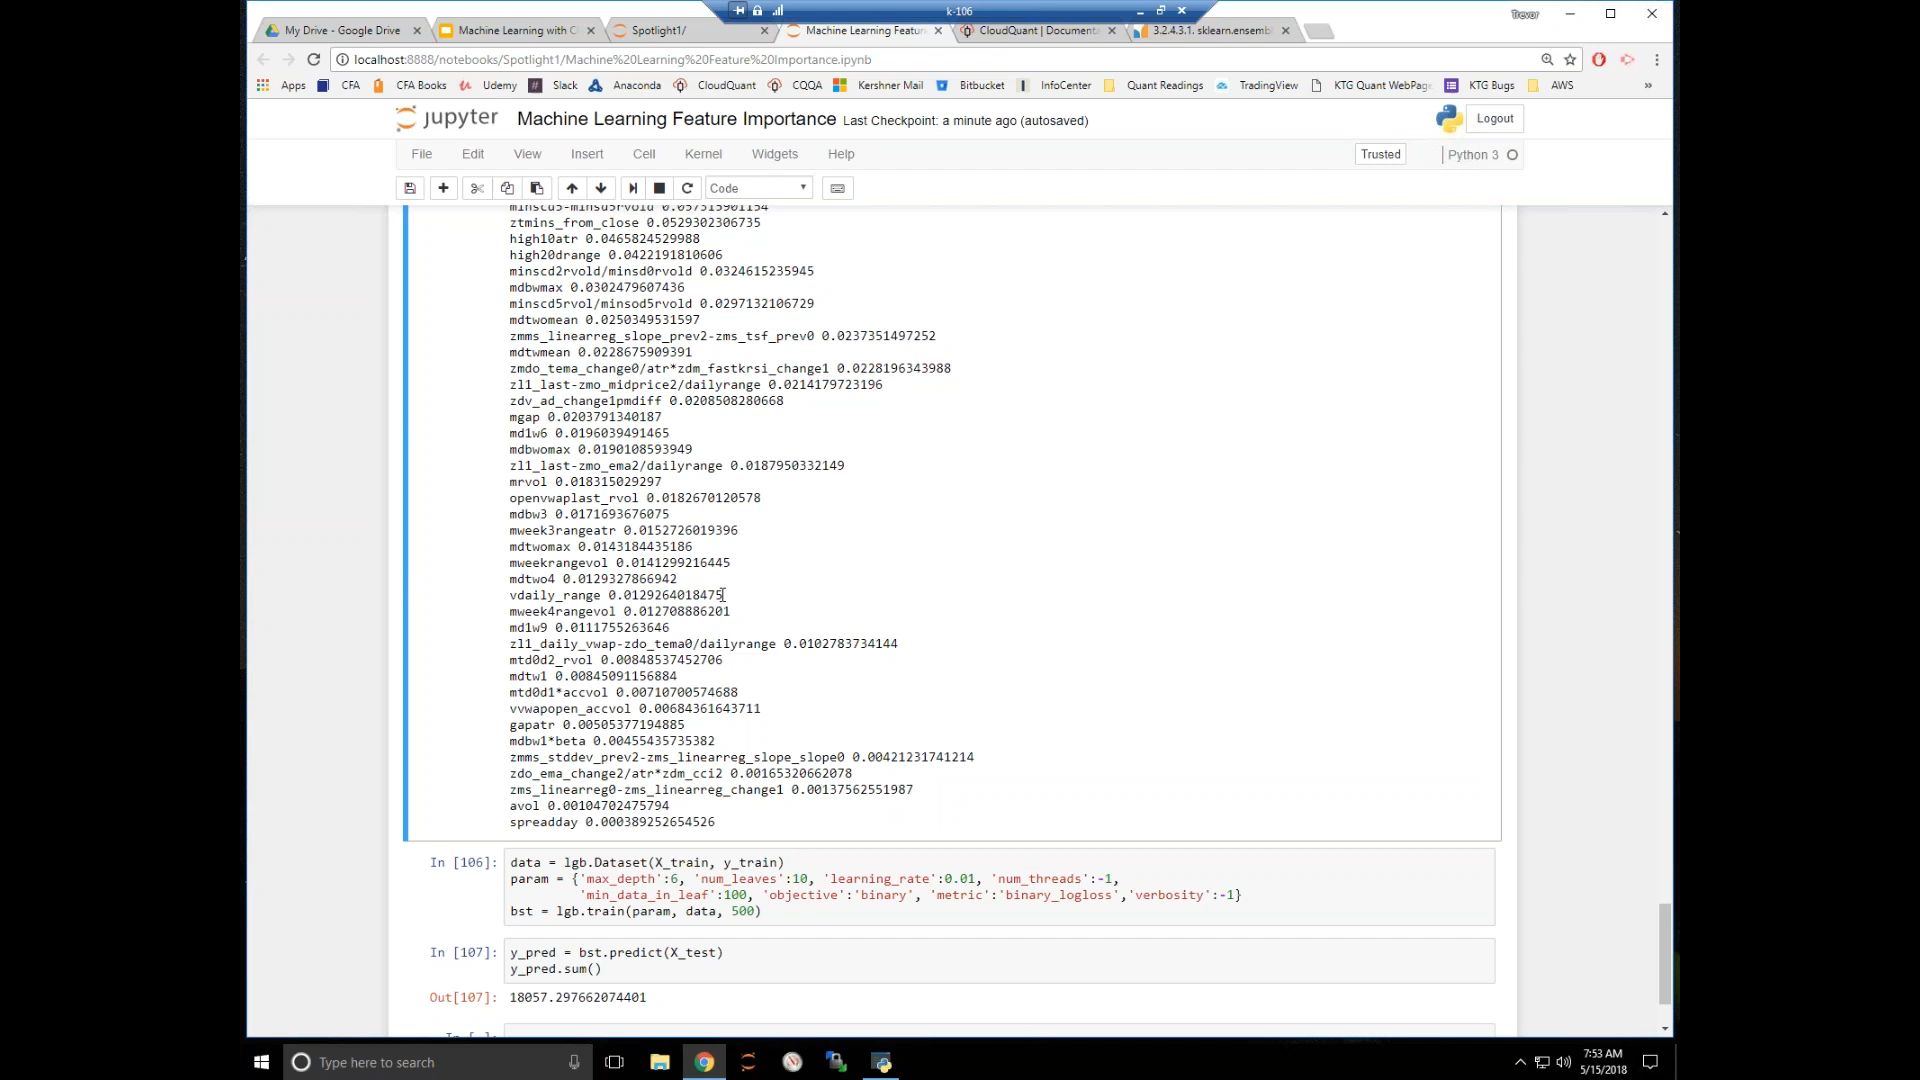 k-106
Trevor
My Drive - Google Drive
Machine Learning with Cl
Spotlight1/
Machine Learning Featur
CloudQuant | Documenta
3.2.4.3.1. sklearn.ensembl
localhost:8888/notebooks/Spotlight1/Machine%20Learning%20Feature%20Importance.ipynb
Apps CFA CFA Books Udemy Slack Anaconda CloudQuant CQQA Kershner Mail Bitbucket InfoCenter Quant Readings TradingView KTG Quant WebPage KTG Bugs AWS »
jupyter Machine Learning Feature Importance Last Checkpoint: a minute ago (autosaved)
Logout
File Edit View Insert Cell Kernel Widgets Help
Trusted Python 3
Code
minscd5-minsd5rvold 0.057315901154
ztmins_from_close 0.0529302306735
high10atr 0.0465824529988
high20drange 0.0422191810606
minscd2rvold/minsd0rvold 0.0324615235945
mdbwmax 0.0302479607436
minscd5rvol/minsod5rvold 0.0297132106729
mdtwomean 0.0250349531597
zmms_linearreg_slope_prev2-zms_tsf_prev0 0.0237351497252
mdtwmean 0.0228675909391
zmdo_tema_change0/atr*zdm_fastkrsi_change1 0.0228196343988
zl1_last-zmo_midprice2/dailyrange 0.0214179723196
zdv_ad_change1pmdiff 0.0208508280668
mgap 0.0203791340187
md1w6 0.0196039491465
mdbwomax 0.0190108593949
zl1_last-zmo_ema2/dailyrange 0.0187950332149
mrvol 0.018315029297
openvwaplast_rvol 0.0182670120578
mdbw3 0.0171693676075
mweek3rangeatr 0.0152726019396
mdtwomax 0.0143184435186
mweekrangevol 0.0141299216445
mdtwo4 0.0129327866942
vdaily_range 0.0129264018475
mweek4rangevol 0.012708886201
md1w9 0.0111755263646
zl1_daily_vwap-zdo_tema0/dailyrange 0.0102783734144
mtd0d2_rvol 0.00848537452706
mdtw1 0.00845091156884
mtd0d1*accvol 0.00710700574688
vvwapopen_accvol 0.00684361643711
gapatr 0.00505377194885
mdbw1*beta 0.00455435735382
zmms_stddev_prev2-zms_linearreg_slope_slope0 0.00421231741214
zdo_ema_change2/atr*zdm_cci2 0.00165320662078
zms_linearreg0-zms_linearreg_change1 0.00137562551987
avol 0.00104702475794
spreadday 0.000389252654526
In [106]: data = lgb.Dataset(X_train, y_train)
param = {'max_depth':6, 'num_leaves':10, 'learning_rate':0.01, 'num_threads':-1,
'min_data_in_leaf':100, 'objective':'binary', 'metric':'binary_logloss','verbosity':-1}
bst = lgb.train(param, data, 500)
In [107]: y_pred = bst.predict(X_test)
y_pred.sum()
Out[107]: 18057.297662074401
Type here to search
7:53 AM
5/15/2018